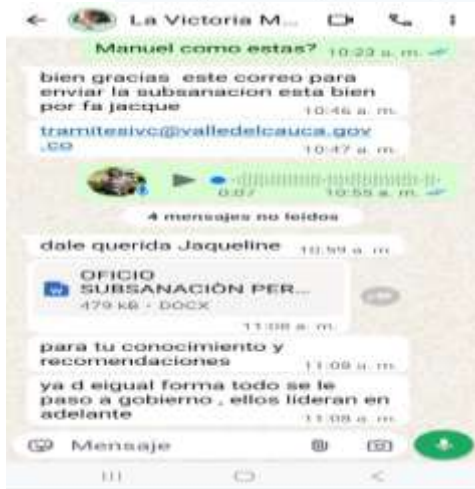 La Victoria M...
Manuel como estas? 10:23 a. m.
bien gracias este correo para
enviar la subsanacion esta bien
por fa jacque 10:46 a. m.
tramitesivc@valledelcauca.gov
.co 10:47 a. m.
0:07 10:55 a. m.
4 mensajes no leídos
dale querida Jaqueline 10:59 a. m.
OFICIO
SUBSANACIÓN PER...
479 kB • DOCX
11:08 a. m.
para tu conocimiento y
recomendaciones 11:08 a. m.
ya d eigual forma todo se le
paso a gobierno , ellos lideran en
adelante 11:08 a. m.
Mensaje